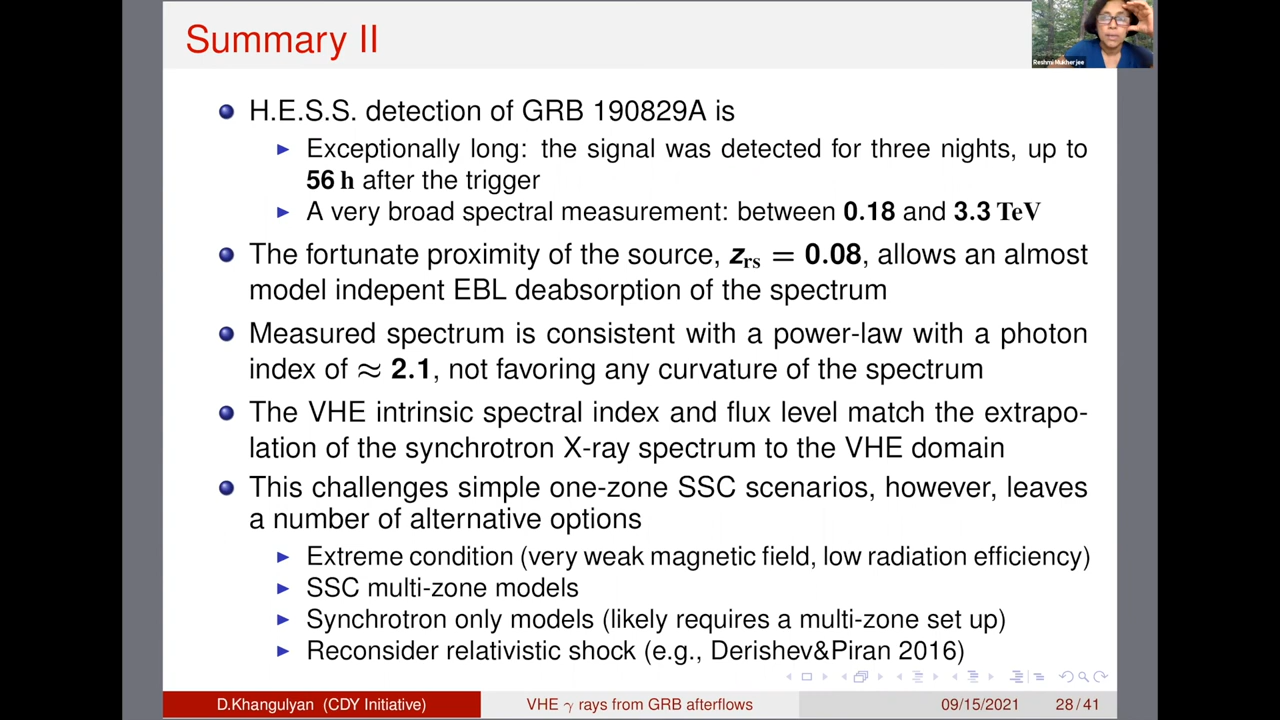 Summary II
Reshmi Mukherjee
H.E.S.S. detection of GRB 190829A is
Exceptionally long: the signal was detected for three nights, up to
56 h after the trigger
A very broad spectral measurement: between 0.18 and 3.3 TeV
The fortunate proximity of the source, z_rs = 0.08, allows an almost
model indepent EBL deabsorption of the spectrum
Measured spectrum is consistent with a power-law with a photon
index of ≈ 2.1, not favoring any curvature of the spectrum
The VHE intrinsic spectral index and flux level match the extrapo-
lation of the synchrotron X-ray spectrum to the VHE domain
This challenges simple one-zone SSC scenarios, however, leaves
a number of alternative options
Extreme condition (very weak magnetic field, low radiation efficiency)
SSC multi-zone models
Synchrotron only models (likely requires a multi-zone set up)
Reconsider relativistic shock (e.g., Derishev&Piran 2016)
D.Khangulyan (CDY Initiative) VHE γ rays from GRB afterflows 09/15/2021 28 / 41